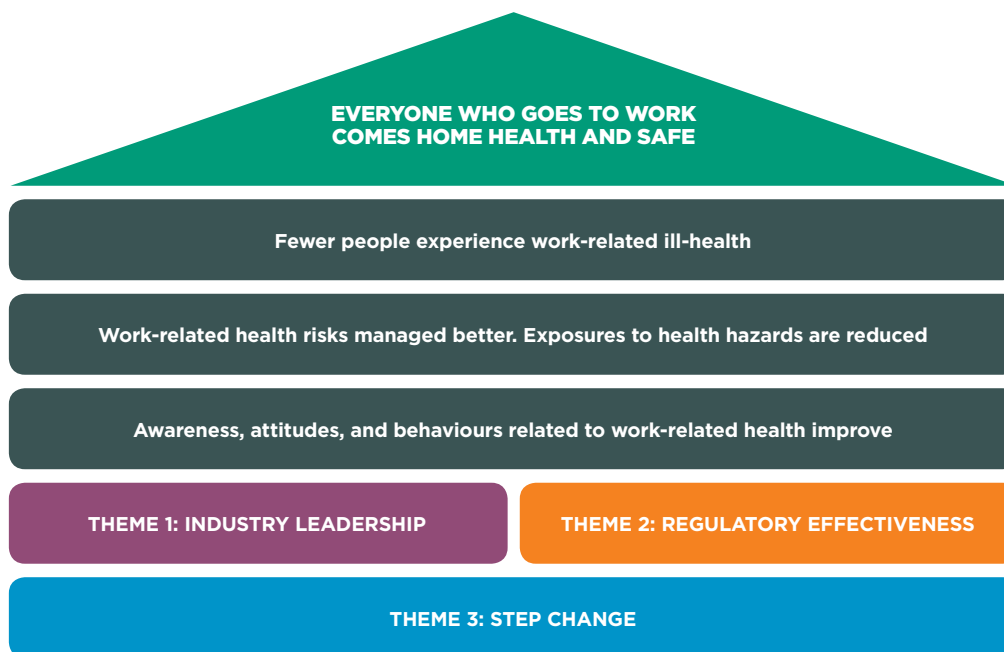 EVERYONE WHO GOES TO WORK
COMES HOME HEALTH AND SAFE
Fewer people experience work-related ill-health
Work-related health risks managed better. Exposures to health hazards are reduced
Awareness, attitudes, and behaviours related to work-related health improve
THEME 1: INDUSTRY LEADERSHIP
THEME 2: REGULATORY EFFECTIVENESS
THEME 3: STEP CHANGE